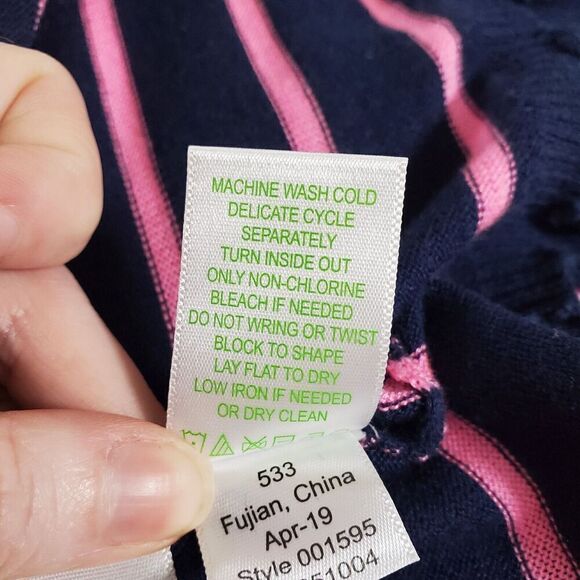 MACHINE WASH COLD
DELICATE CYCLE
SEPARATELY
TURN INSIDE OUT
ONLY NON-CHLORINE
BLEACH IF NEEDED
DO NOT WRING OR TWIST
BLOCK TO SHAPE
LAY FLAT TO DRY
LOW IRON IF NEEDED
OR DRY CLEAN
533
Fujian, China
Apr-19
Style 001595
51004